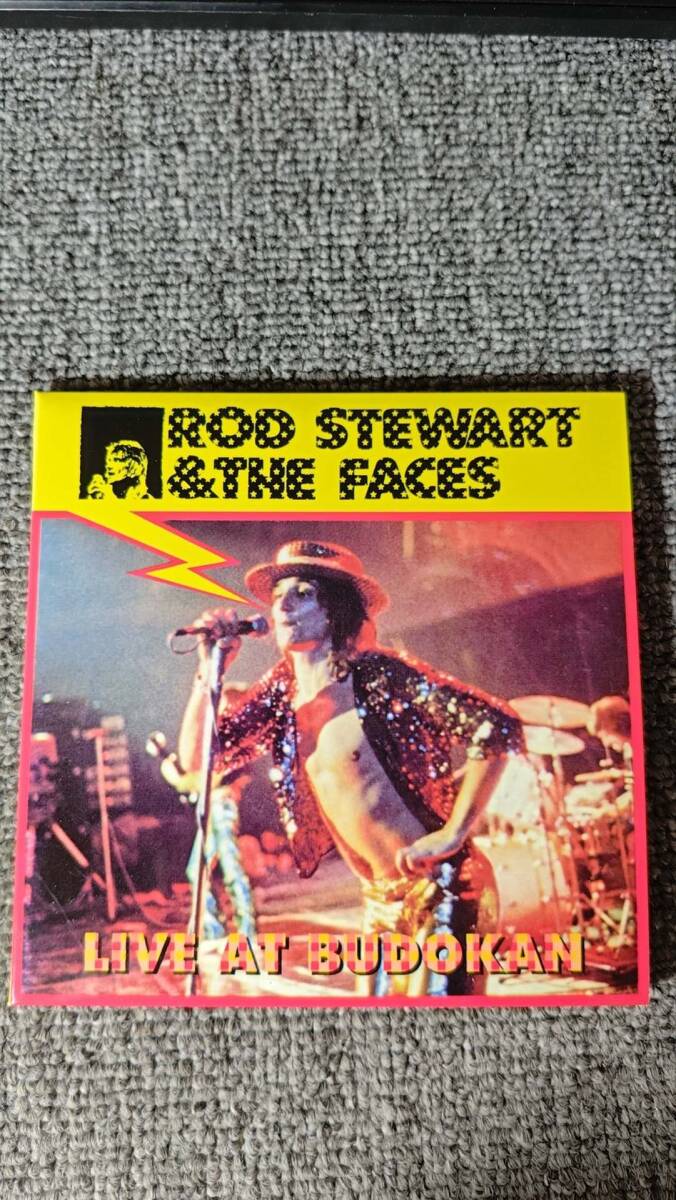 ROD STEWART
&THE FACES
LIVE AT BUDOKAN